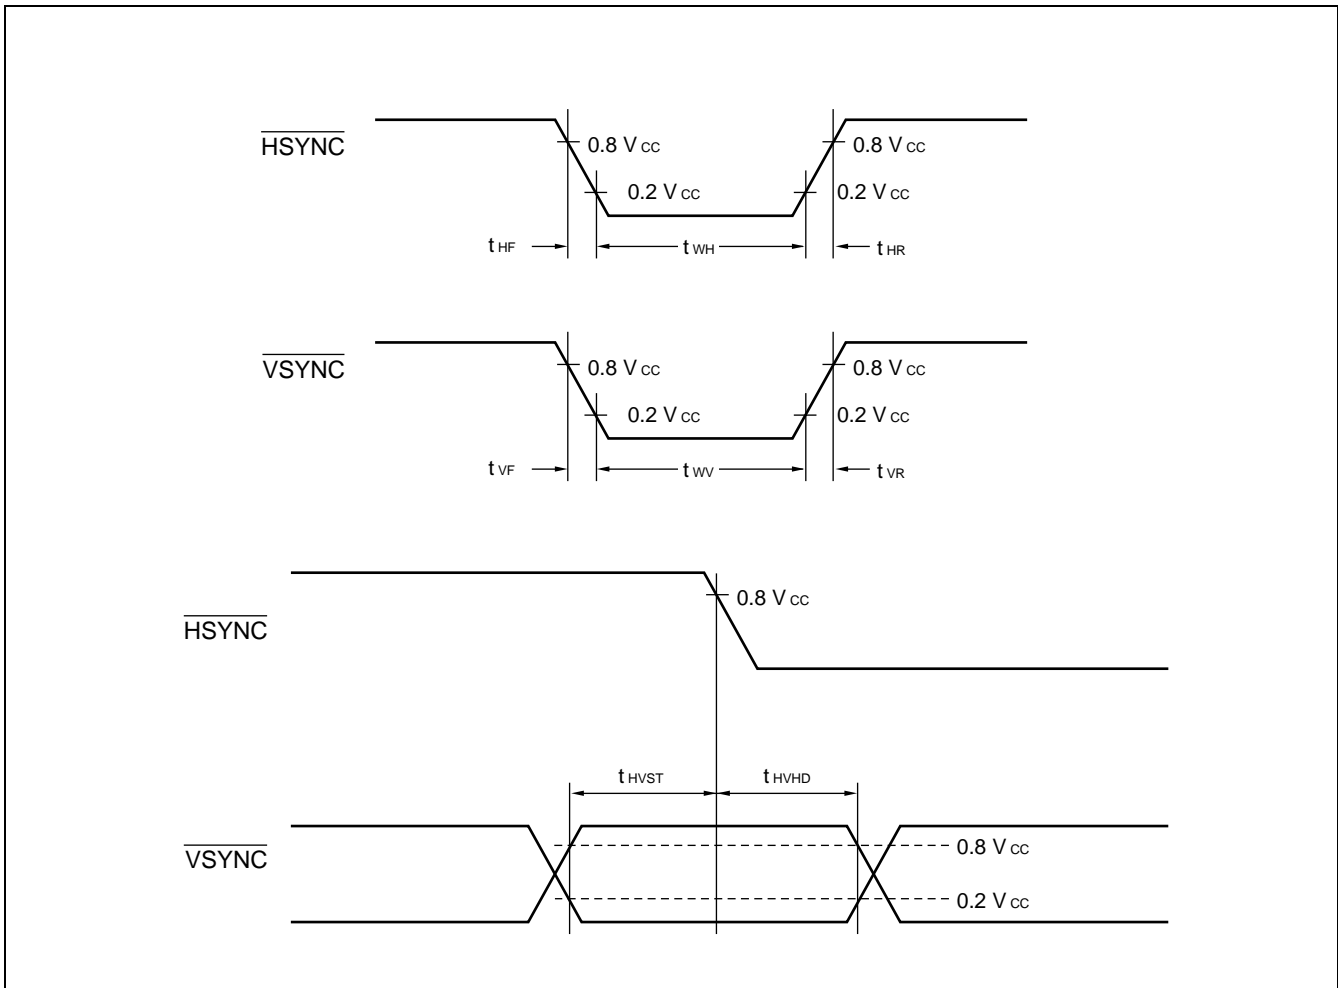 HSYNC
0.8 VCC 0.8 VCC
0.2 VCC 0.2 VCC
tHF tWH tHR
VSYNC
0.8 VCC 0.8 VCC
0.2 VCC 0.2 VCC
tVF tWV tVR
HSYNC
0.8 VCC
tHVST tHVHD
VSYNC
0.8 VCC
0.2 VCC